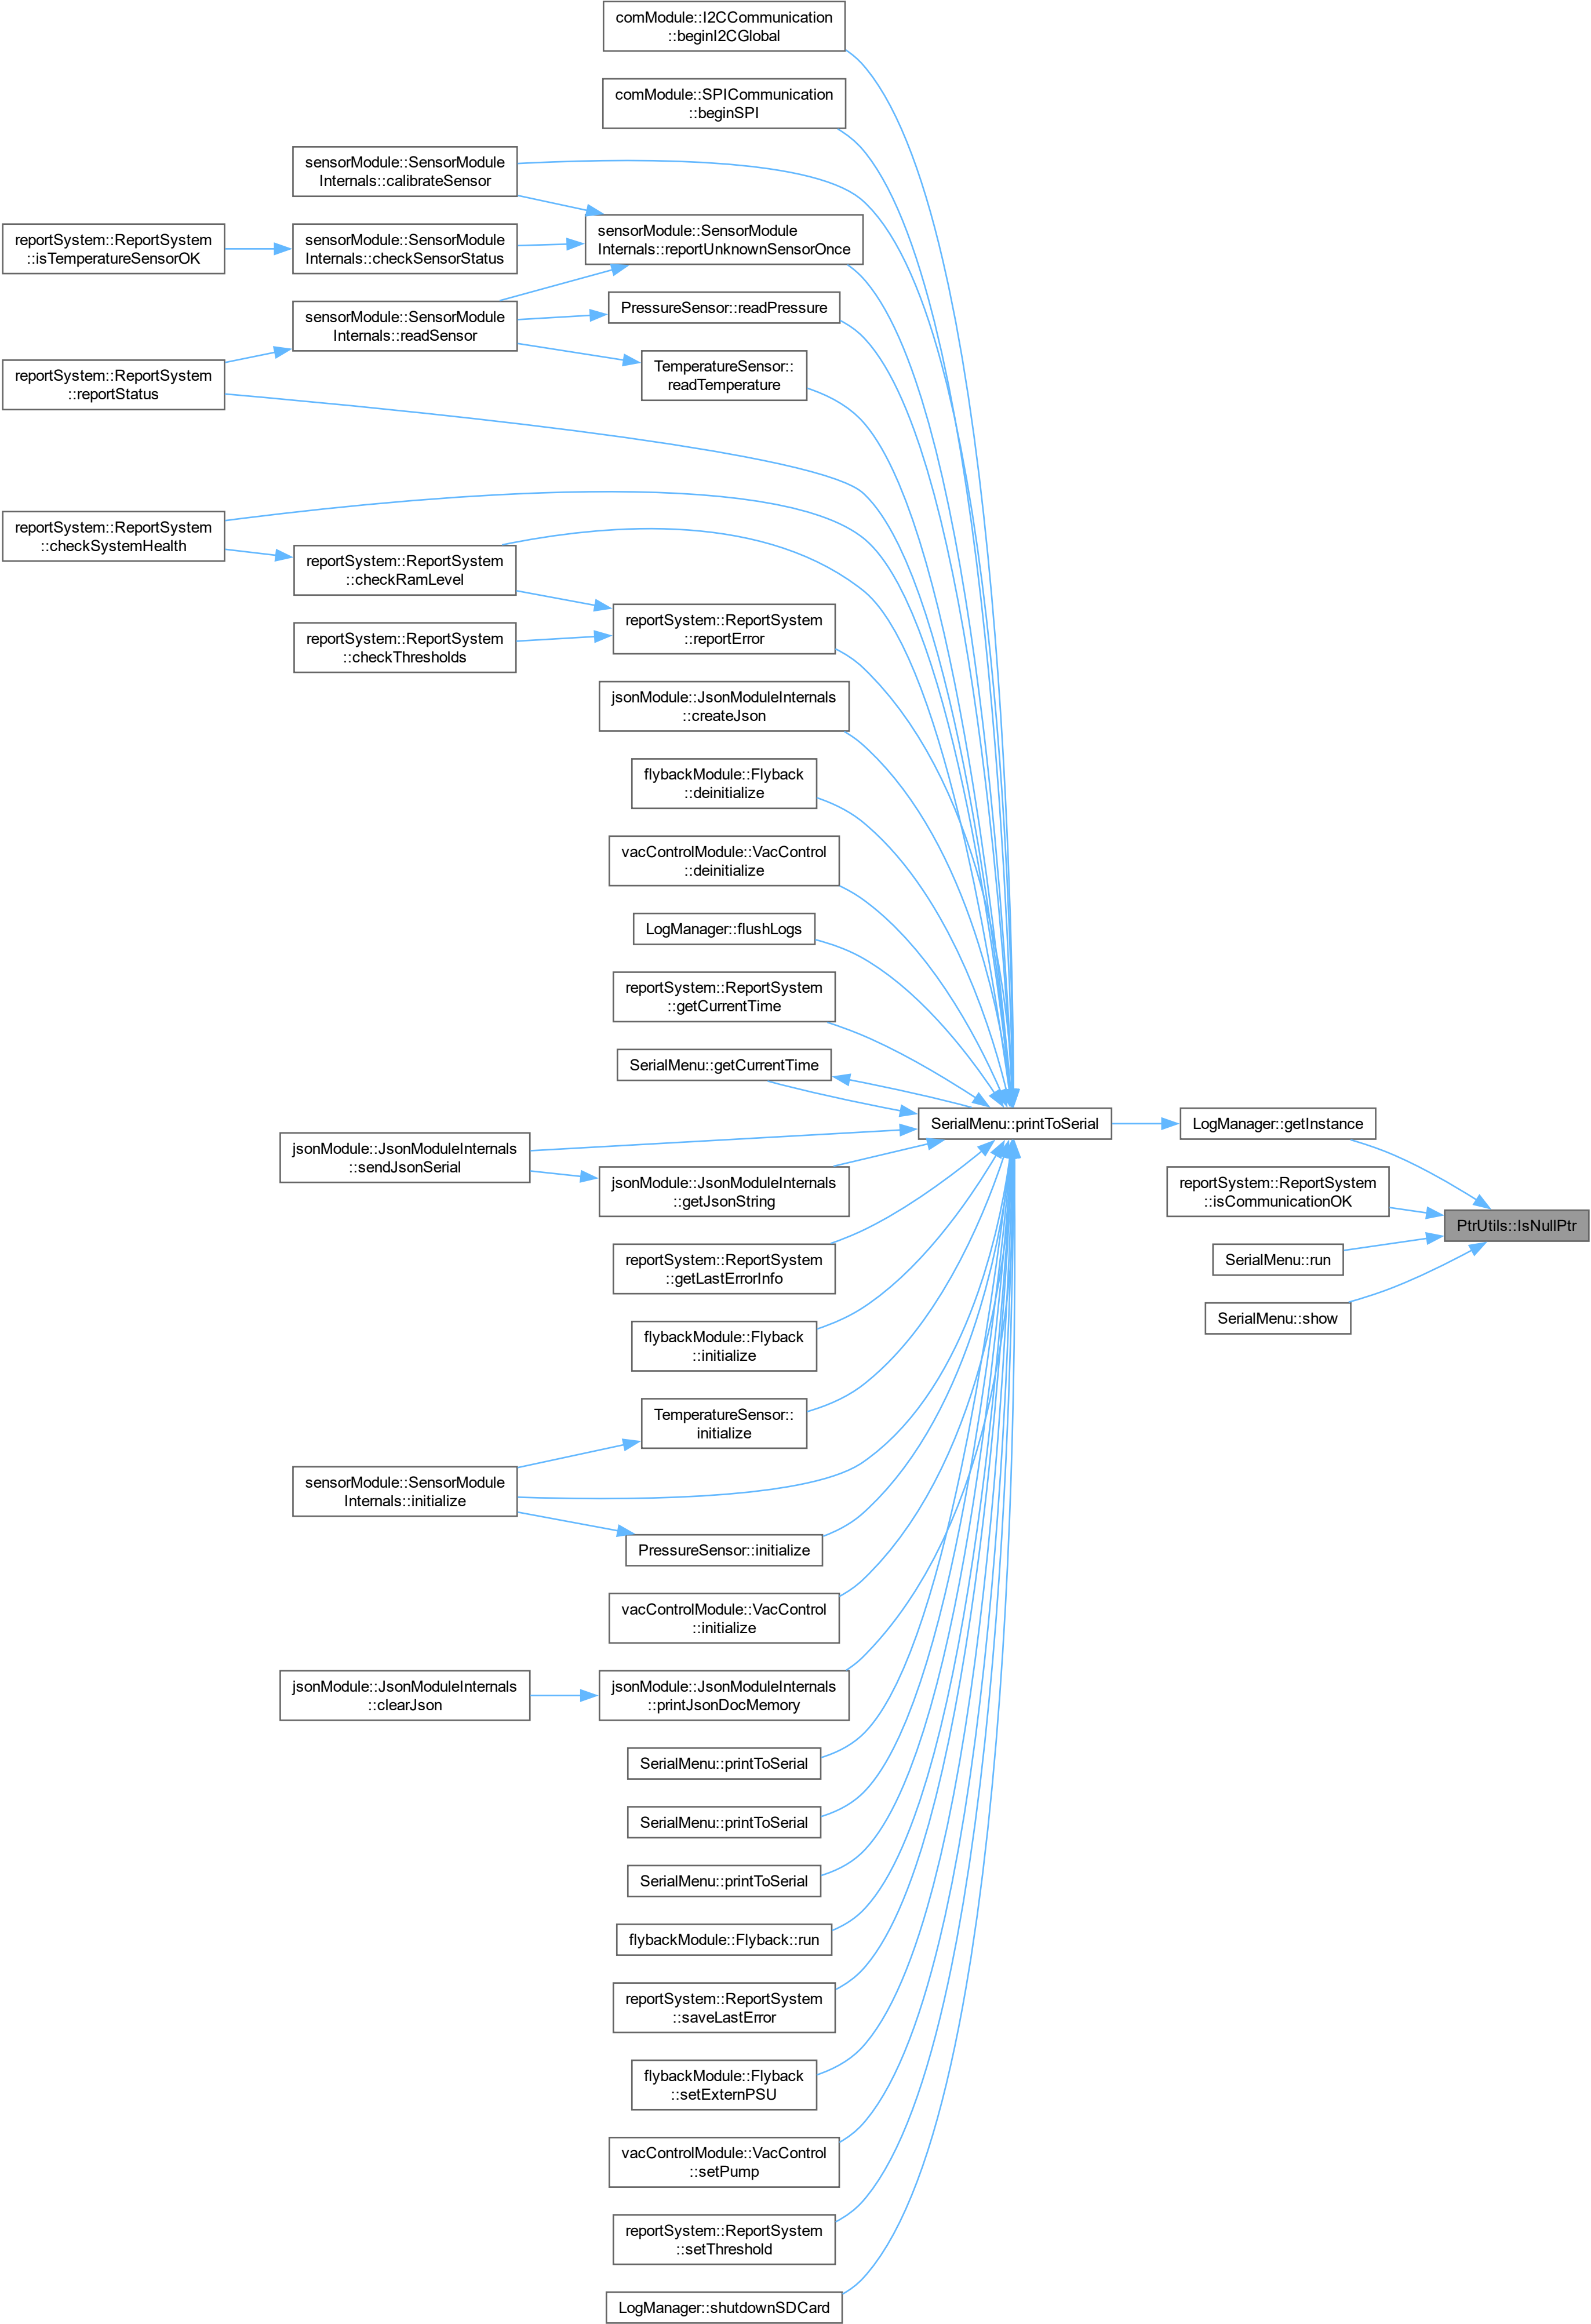 comModule::I2CCommunication
::beginI2CGlobal
comModule::SPICommunication
::beginSPI
sensorModule::SensorModule
Internals::calibrateSensor
reportSystem::ReportSystem
::isTemperatureSensorOK
sensorModule::SensorModule
Internals::checkSensorStatus
sensorModule::SensorModule
Internals::reportUnknownSensorOnce
sensorModule::SensorModule
Internals::readSensor
PressureSensor::readPressure
reportSystem::ReportSystem
::reportStatus
TemperatureSensor::
readTemperature
reportSystem::ReportSystem
::checkSystemHealth
reportSystem::ReportSystem
::checkRamLevel
reportSystem::ReportSystem
::checkThresholds
reportSystem::ReportSystem
::reportError
jsonModule::JsonModuleInternals
::createJson
flybackModule::Flyback
::deinitialize
vacControlModule::VacControl
::deinitialize
LogManager::flushLogs
reportSystem::ReportSystem
::getCurrentTime
SerialMenu::getCurrentTime
SerialMenu::printToSerial
LogManager::getInstance
jsonModule::JsonModuleInternals
::sendJsonSerial
jsonModule::JsonModuleInternals
::getJsonString
reportSystem::ReportSystem
::isCommunicationOK
PtrUtils::IsNullPtr
reportSystem::ReportSystem
::getLastErrorInfo
SerialMenu::run
SerialMenu::show
flybackModule::Flyback
::initialize
TemperatureSensor::
initialize
sensorModule::SensorModule
Internals::initialize
PressureSensor::initialize
vacControlModule::VacControl
::initialize
jsonModule::JsonModuleInternals
::clearJson
jsonModule::JsonModuleInternals
::printJsonDocMemory
SerialMenu::printToSerial
SerialMenu::printToSerial
SerialMenu::printToSerial
flybackModule::Flyback::run
reportSystem::ReportSystem
::saveLastError
flybackModule::Flyback
::setExternPSU
vacControlModule::VacControl
::setPump
reportSystem::ReportSystem
::setThreshold
LogManager::shutdownSDCard